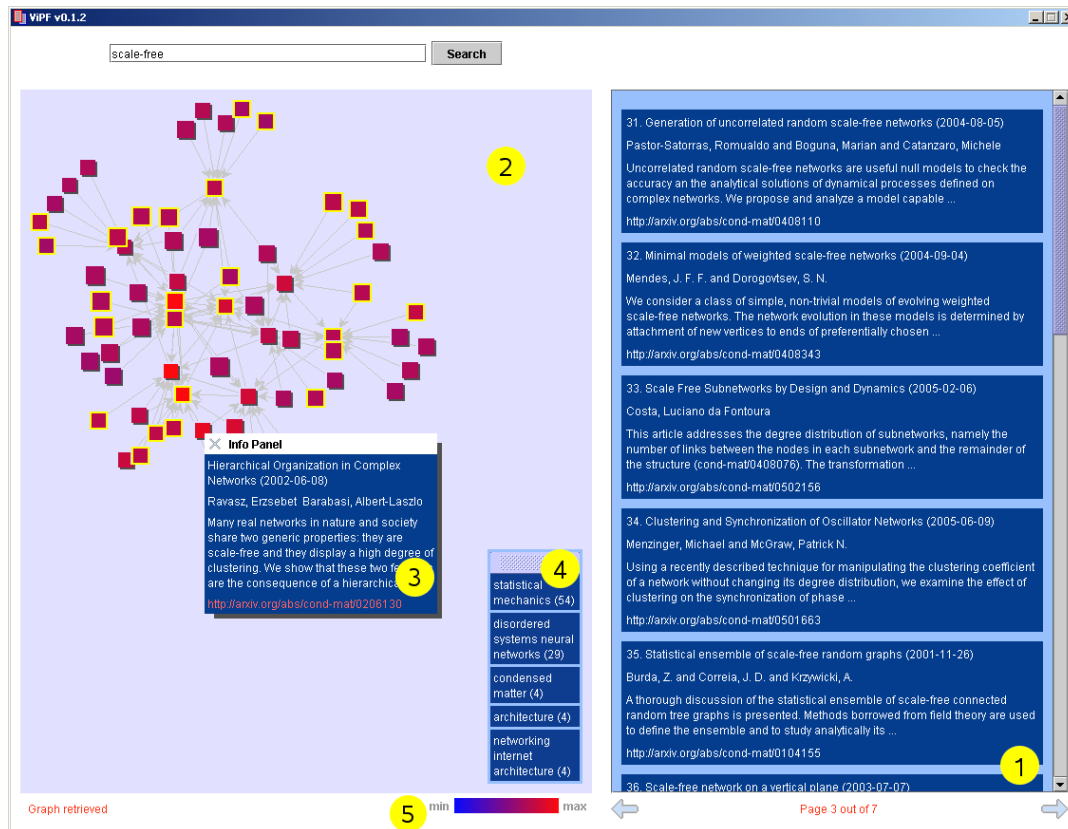 ViPF v0.1.2
scale-free
Search
2
Info Panel
Hierarchical Organization in Complex
Networks (2002-06-08)
Ravasz, Erzsebet Barabasi, Albert-Laszlo
Many real networks in nature and society
share two generic properties: they are
scale-free and they display a high degree of
clustering. We show that these two
are the consequence of a
3
http://arxiv.org/abs/cond-mat/0206130
4
statistical
mechanics (54)
disordered
systems neural
networks (29)
condensed
matter (4)
architecture (4)
networking
internet
architecture (4)
Graph retrieved
5
min
max
31. Generation of uncorrelated random scale-free networks (2004-08-05)
Pastor-Satorras, Romualdo and Boguna, Marian and Catanzaro, Michele
Uncorrelated random scale-free networks are useful null models to check the
accuracy an the analytical solutions of dynamical processes defined on
complex networks. We propose and analyze a model capable ...
http://arxiv.org/abs/cond-mat/0408110
32. Minimal models of weighted scale-free networks (2004-09-04)
Mendes, J. F. F. and Dorogovtsev, S. N.
We consider a class of simple, non-trivial models of evolving weighted
scale-free networks. The network evolution in these models is determined by
attachment of new vertices to ends of preferentially chosen ...
http://arxiv.org/abs/cond-mat/0408343
33. Scale Free Subnetworks by Design and Dynamics (2005-02-06)
Costa, Luciano da Fontoura
This article addresses the degree distribution of subnetworks, namely the
number of links between the nodes in each subnetwork and the remainder of
the structure (cond-mat/0408076). The transformation ...
http://arxiv.org/abs/cond-mat/0502156
34. Clustering and Synchronization of Oscillator Networks (2005-06-09)
Menzinger, Michael and McGraw, Patrick N.
Using a recently described technique for manipulating the clustering coefficient
of a network without changing its degree distribution, we examine the effect of
clustering on the synchronization of phase ...
http://arxiv.org/abs/cond-mat/0501663
35. Statistical ensemble of scale-free random graphs (2001-11-26)
Burda, Z. and Correia, J. D. and Krzywicki, A.
A thorough discussion of the statistical ensemble of scale-free connected
random tree graphs is presented. Methods borrowed from field theory are used
to define the ensemble and to study analytically its ...
http://arxiv.org/abs/cond-mat/0104155
1
36. Scale-free network on a vertical plane (2003-07-07)
Page 3 out of 7